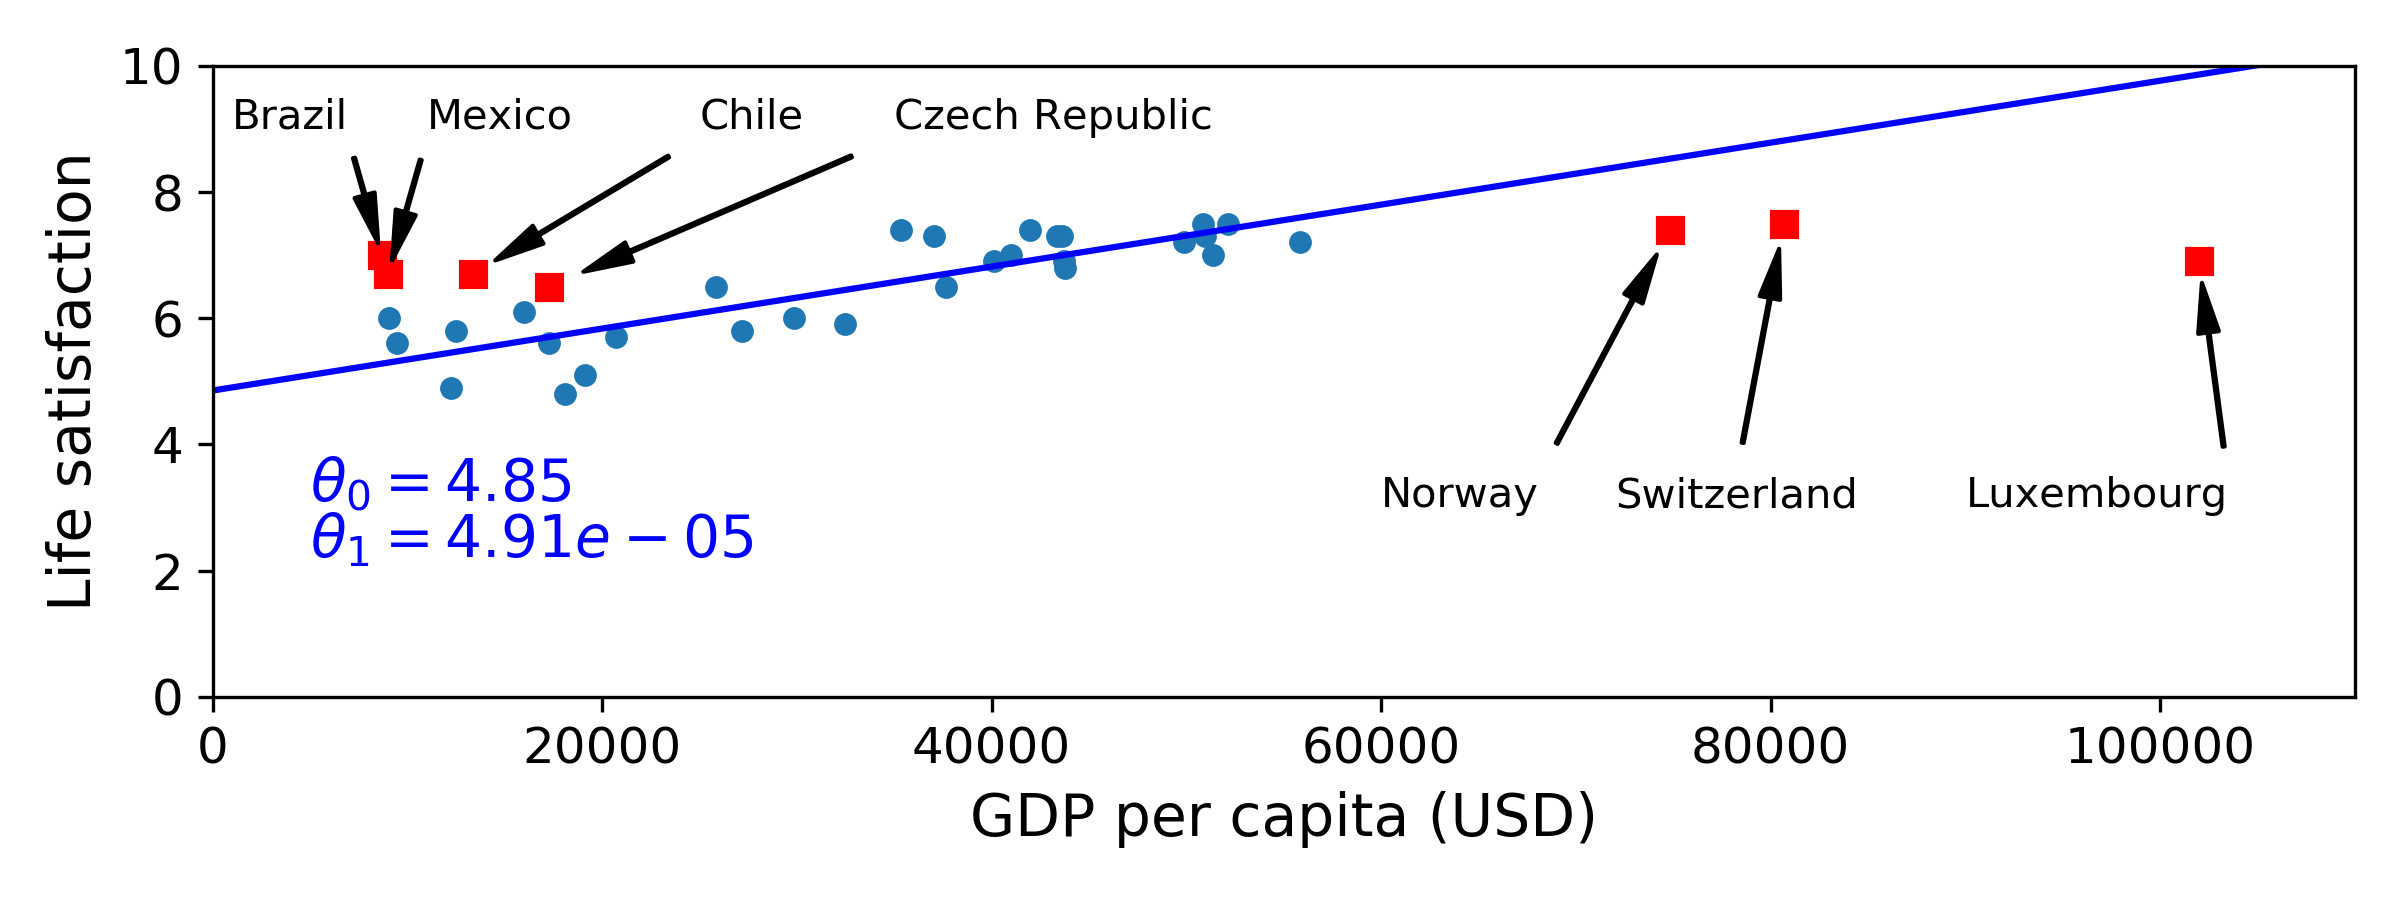 10
Brazil Mexico Chile Czech Republic
8
6
4
2
0
Life satisfaction
θ0 = 4.85
θ1 = 4.91e − 05
Norway Switzerland Luxembourg
0 20000 40000 60000 80000 100000
GDP per capita (USD)